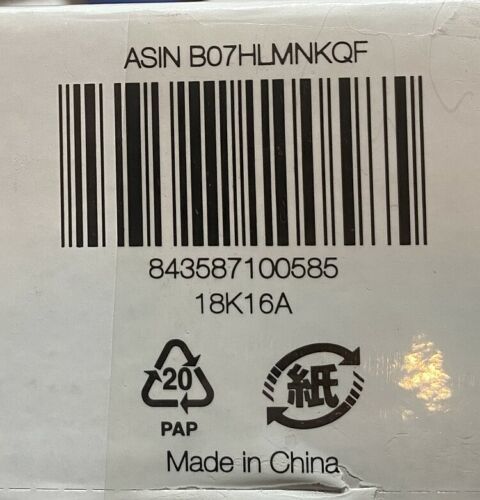 ASIN B07HLMNKQF
843587100585
18K16A
20
紙
PAP
Made in China